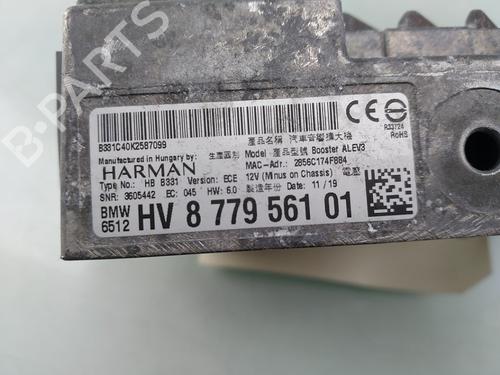 B331C40K2587099
Manufactured in Hungary by:
HARMAN
Type No.: HB B331 Version: ECE
SNR: 3605442 EC: 045 HW: 6.0
產品名稱 汽車音響擴大機
生產區別 Model 產品型號 Booster ALEV3
MAC-Adr.: 2856C174F884
12V (Minus on Chassis) 電壓
製造年份 Date: 11 / 19
CE
R33724
RoHS
BMW
6512
HV 8 779 561 01
B-PARTS